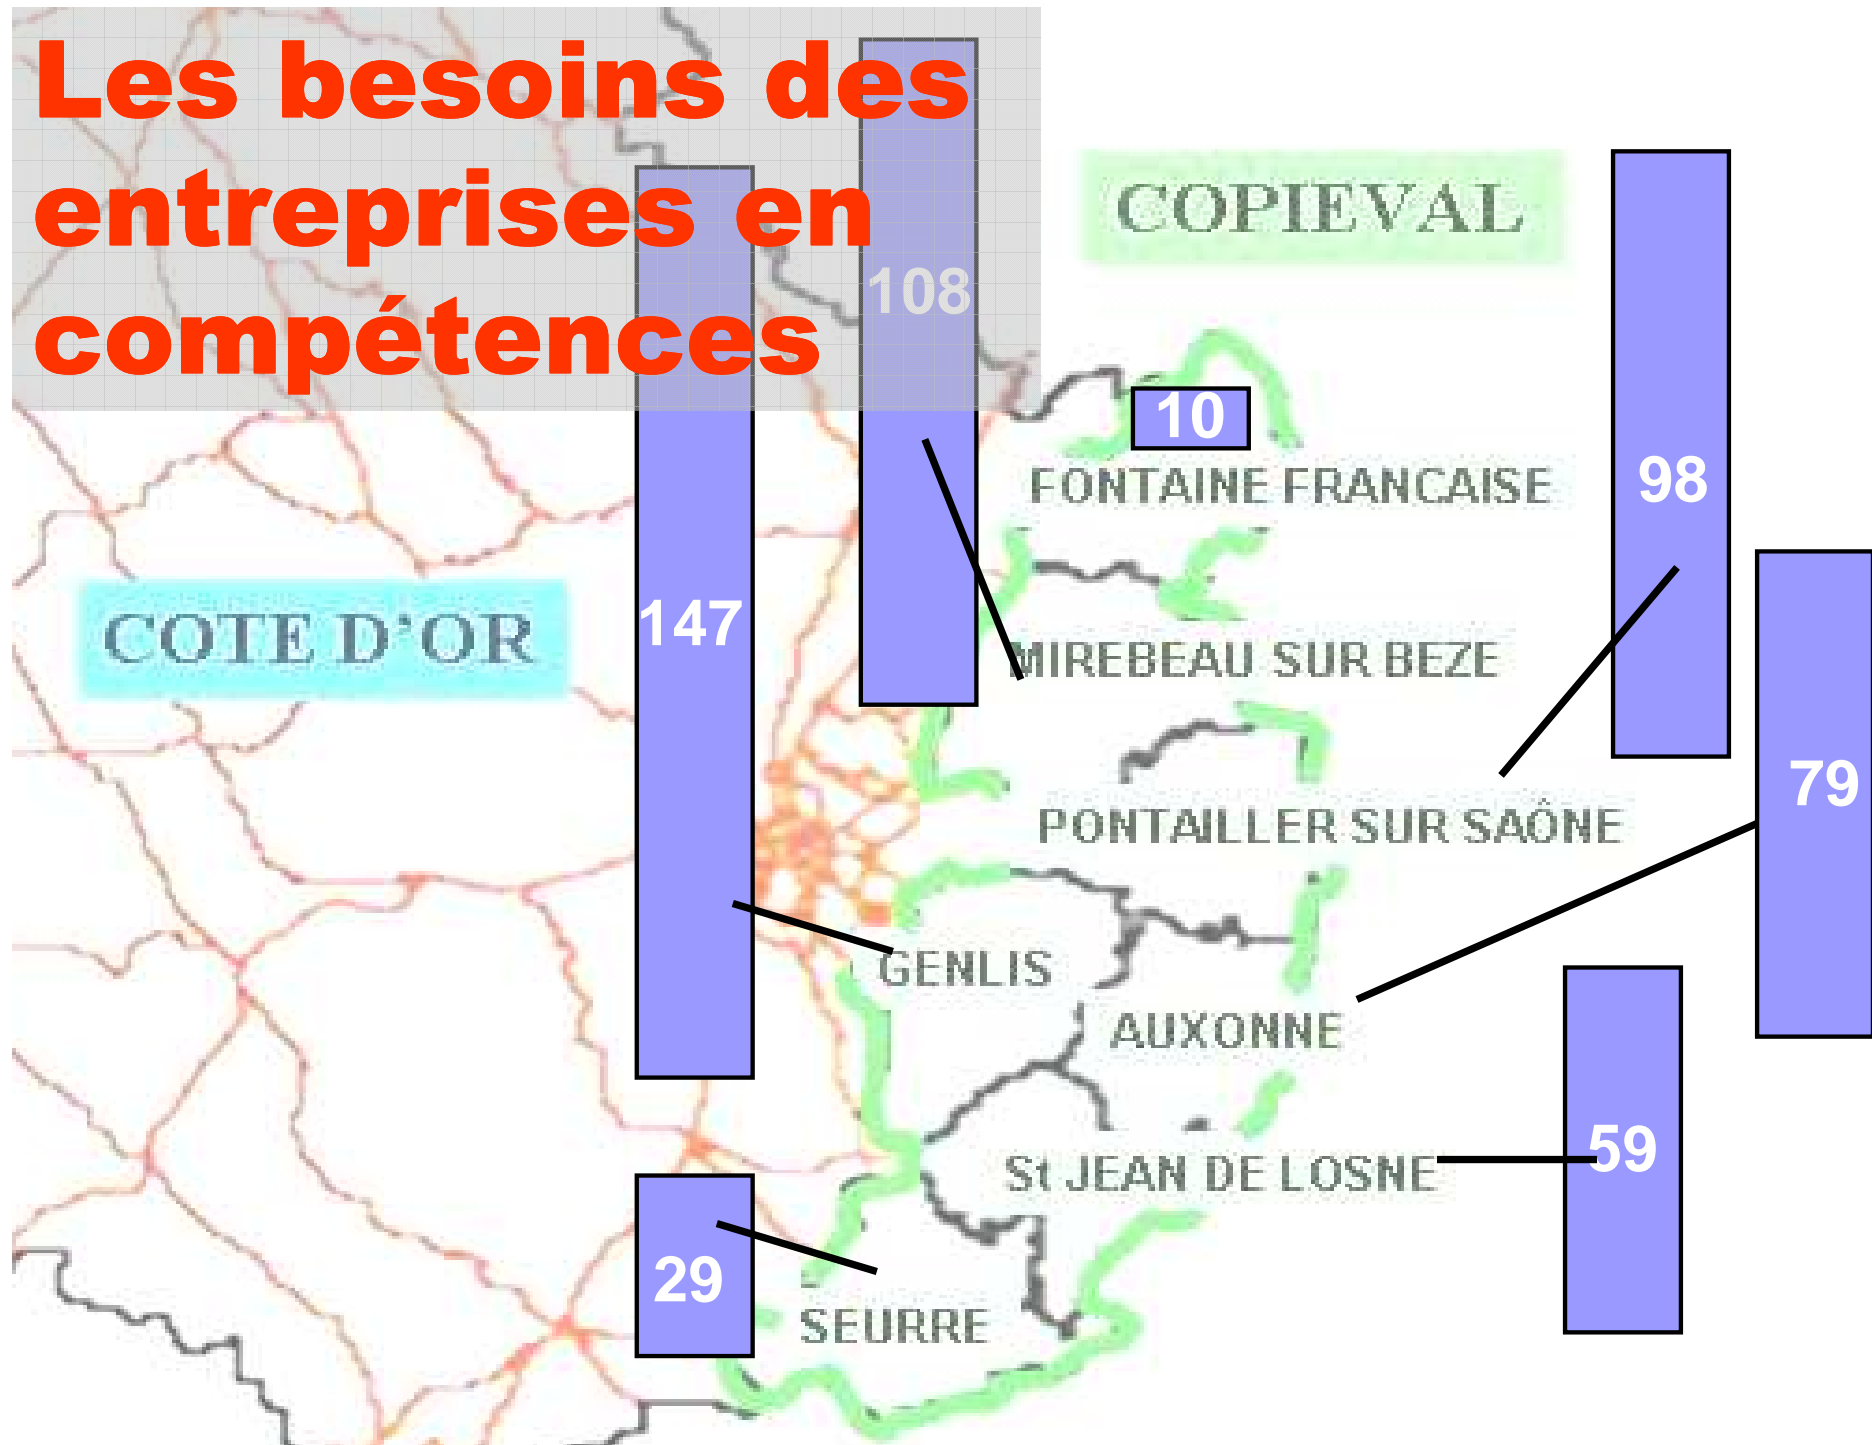 Les besoins des
entreprises en
compétences
108
COPIEVAL
10
FONTAINE FRANCAISE
98
COTE D’OR
147
MIREBEAU SUR BEZE
79
PONTAILLER SUR SAÔNE
GENLIS
AUXONNE
St JEAN DE LOSNE
59
29
SEURRE